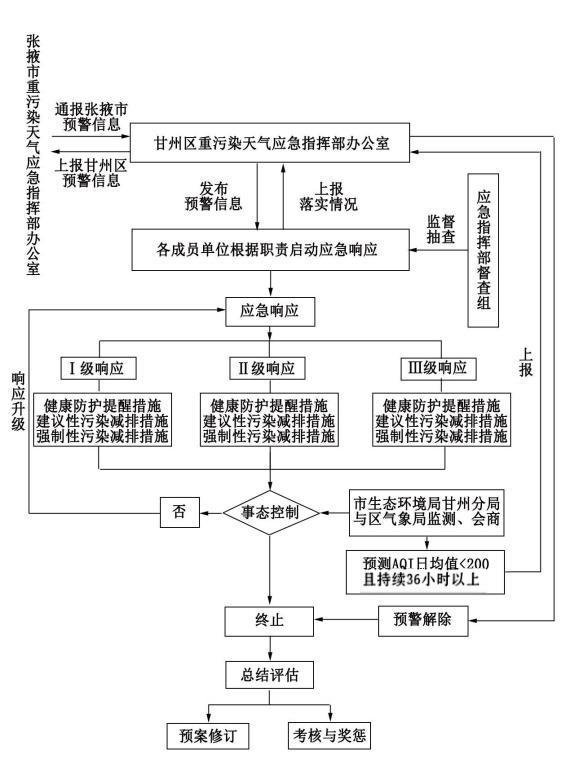 张掖市重污染天气应急指挥部办公室
通报张掖市
预警信息
上报甘州区
预警信息
甘州区重污染天气应急指挥部办公室
发布
预警信息
上报
落实情况
各成员单位根据职责启动应急响应
监督
抽查
应急指挥部督查组
应急响应
上报
响应升级
Ⅰ级响应
Ⅱ级响应
Ⅲ级响应
健康防护提醒措施
建议性污染减排措施
强制性污染减排措施
健康防护提醒措施
建议性污染减排措施
强制性污染减排措施
健康防护提醒措施
建议性污染减排措施
强制性污染减排措施
否
事态控制
市生态环境局甘州分局
与区气象局监测、会商
预测AQI日均值<200
且持续36小时以上
终止
预警解除
总结评估
预案修订
考核与奖惩